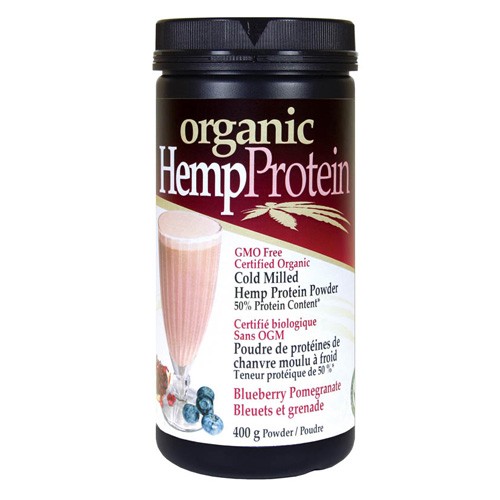 organic
HempProtein
GMO Free
Certified Organic
Cold Milled
Hemp Protein Powder
50% Protein Content*
Certifié biologique
Sans OGM
Poudre de protéines de
chanvre moulu à froid
Teneur protéique de 50 %*
Blueberry Pomegranate
Bleuets et grenade
400 g Powder / Poudre